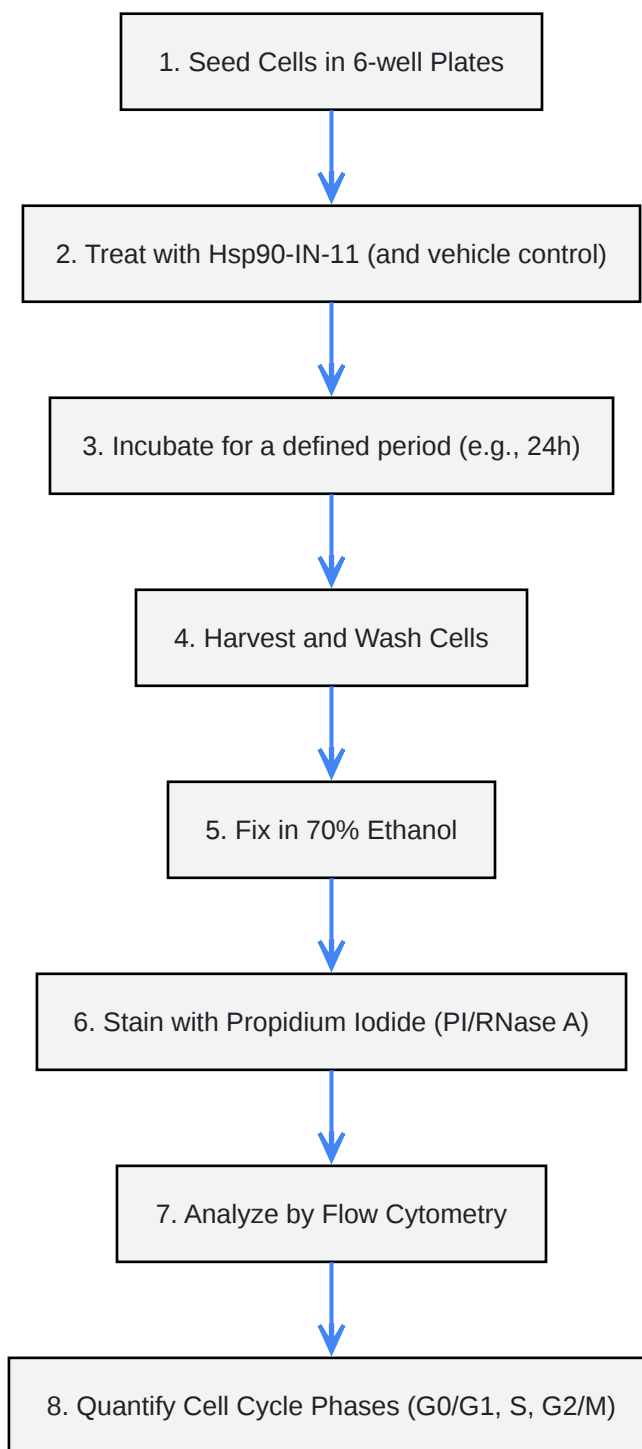 1. Seed Cells in 6-well Plates
2. Treat with Hsp90-IN-11 (and vehicle control)
3. Incubate for a defined period (e.g., 24h)
4. Harvest and Wash Cells
5. Fix in 70% Ethanol
6. Stain with Propidium Iodide (PI/RNase A)
7. Analyze by Flow Cytometry
8. Quantify Cell Cycle Phases (G0/G1, S, G2/M)